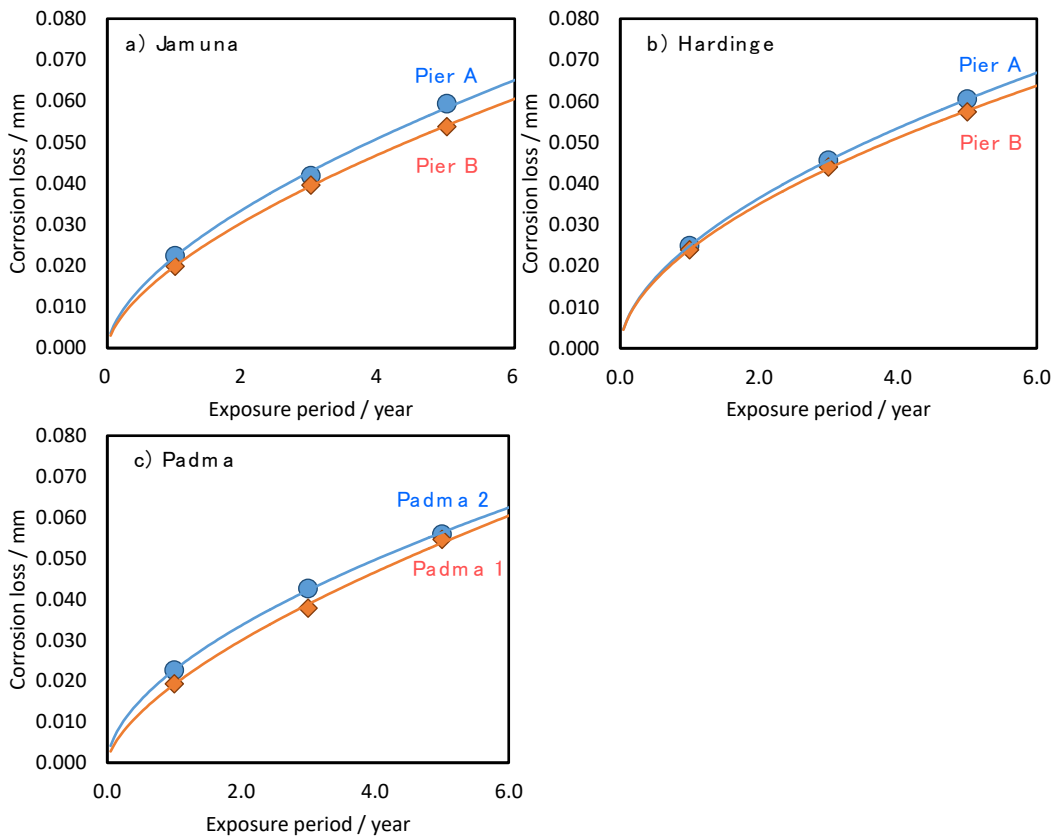 a) Jamuna
Pier A
Pier B
0.080
0.070
0.060
0.050
0.040
0.030
0.020
0.010
0.000
0
2
4
6
Corrosion loss / mm
Exposure period / year
b) Hardinge
Pier A
Pier B
0.080
0.070
0.060
0.050
0.040
0.030
0.020
0.010
0.000
0.0
2.0
4.0
6.0
Corrosion loss / mm
Exposure period / year
c) Padma
Padma 2
Padma 1
0.080
0.070
0.060
0.050
0.040
0.030
0.020
0.010
0.000
0.0
2.0
4.0
6.0
Corrosion loss / mm
Exposure period / year